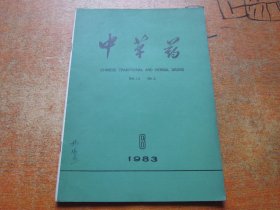 中草药
CHINESE TRADITIONAL AND HERBAL DRUGS
8
1983